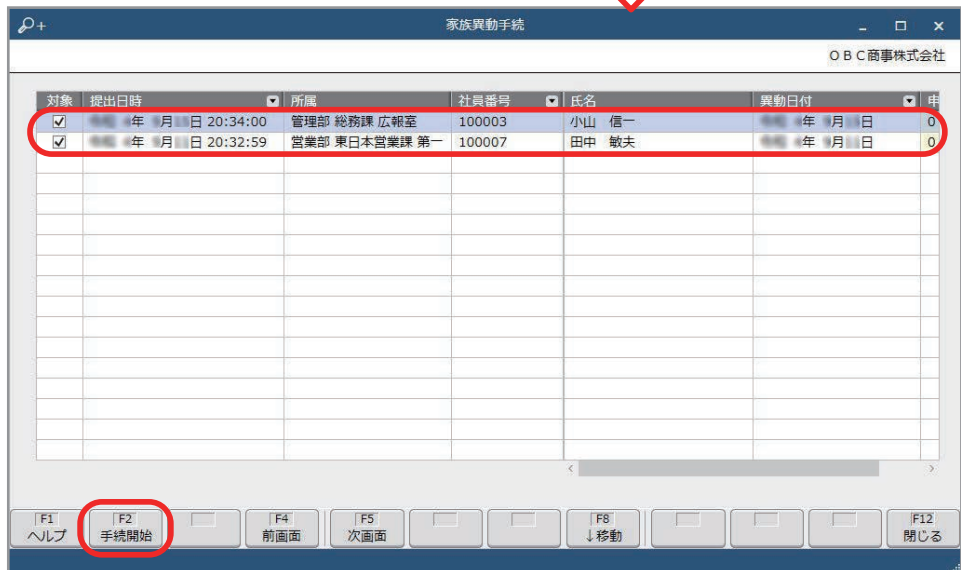 家族異動手続
OBC商事株式会社
対象 提出日時 所属 社員番号 氏名 異動日付 申
年 月 日 20:34:00 管理部 総務課 広報室 100003 小山 信一 年 月 日 0
年 月 日 20:32:59 営業部 東日本営業課 第一 100007 田中 敏夫 年 月 日 0
F1 F2 F4 F5 F8 F12
ヘルプ 手続開始 前画面 次画面 ↓移動 閉じる